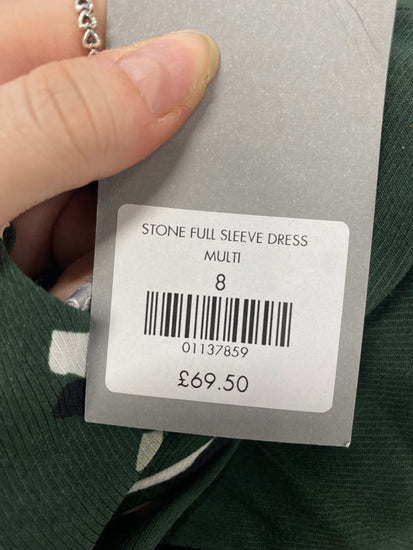 STONE FULL SLEEVE DRESS
MULTI
8
01137859
£69.50